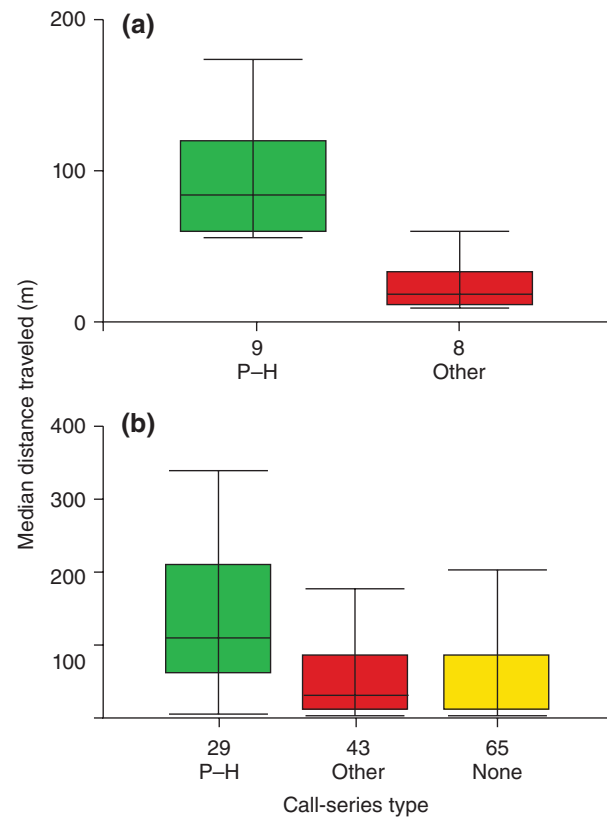 (a)
200
100
0
9 8
P–H Other
Median distance traveled (m)
(b)
400
300
200
100
29 43 65
P–H Other None
Call-series type